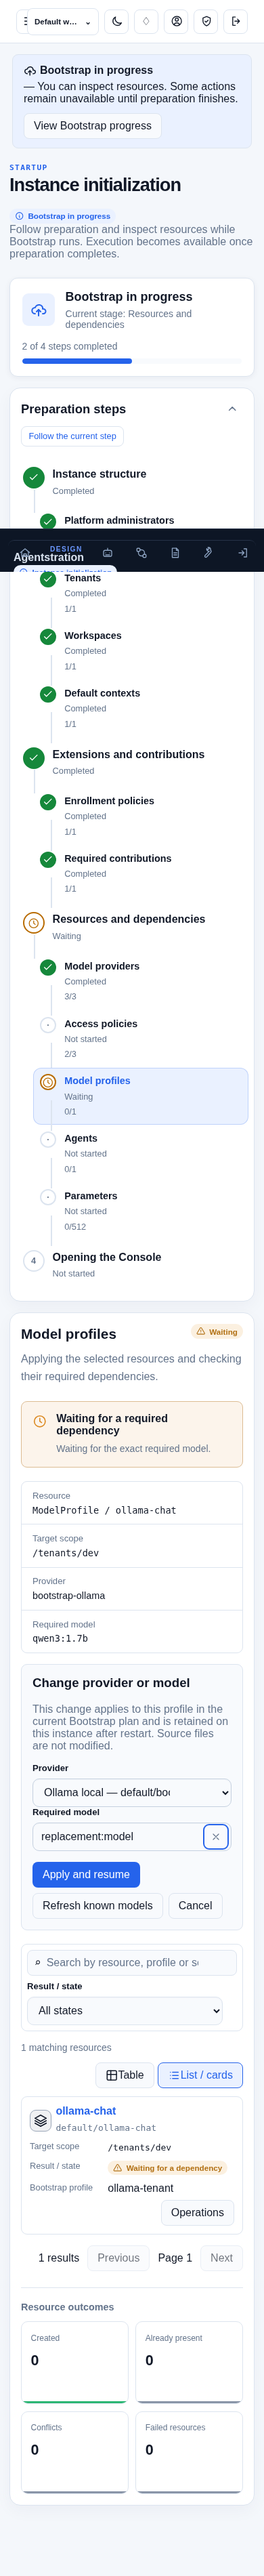 Default w...
Bootstrap in progress
— You can inspect resources. Some actions
remain unavailable until preparation finishes.
View Bootstrap progress
STARTUP
Instance initialization
Bootstrap in progress
Follow preparation and inspect resources while
Bootstrap runs. Execution becomes available once
preparation completes.
Bootstrap in progress
Current stage: Resources and
dependencies
2 of 4 steps completed
Preparation steps
Follow the current step
Instance structure
Completed
Platform administrators
DESIGN
Agentstration
Tenants
Completed
1/1
Workspaces
Completed
1/1
Default contexts
Completed
1/1
Extensions and contributions
Completed
Enrollment policies
Completed
1/1
Required contributions
Completed
1/1
Resources and dependencies
Waiting
Model providers
Completed
3/3
Access policies
Not started
2/3
Model profiles
Waiting
0/1
Agents
Not started
0/1
Parameters
Not started
0/512
4
Opening the Console
Not started
Model profiles
Waiting
Applying the selected resources and checking
their required dependencies.
Waiting for a required
dependency
Waiting for the exact required model.
Resource
ModelProfile / ollama-chat
Target scope
/tenants/dev
Provider
bootstrap-ollama
Required model
qwen3:1.7b
Change provider or model
This change applies to this profile in the
current Bootstrap plan and is retained on
this instance after restart. Source files
are not modified.
Provider
Ollama local — default/boo
Required model
replacement:model
Apply and resume
Refresh known models
Cancel
Search by resource, profile or s
Result / state
All states
1 matching resources
Table
List / cards
ollama-chat
default/ollama-chat
Target scope
/tenants/dev
Result / state
Waiting for a dependency
Bootstrap profile
ollama-tenant
Operations
1 results
Previous
Page 1
Next
Resource outcomes
Created
0
Already present
0
Conflicts
0
Failed resources
0